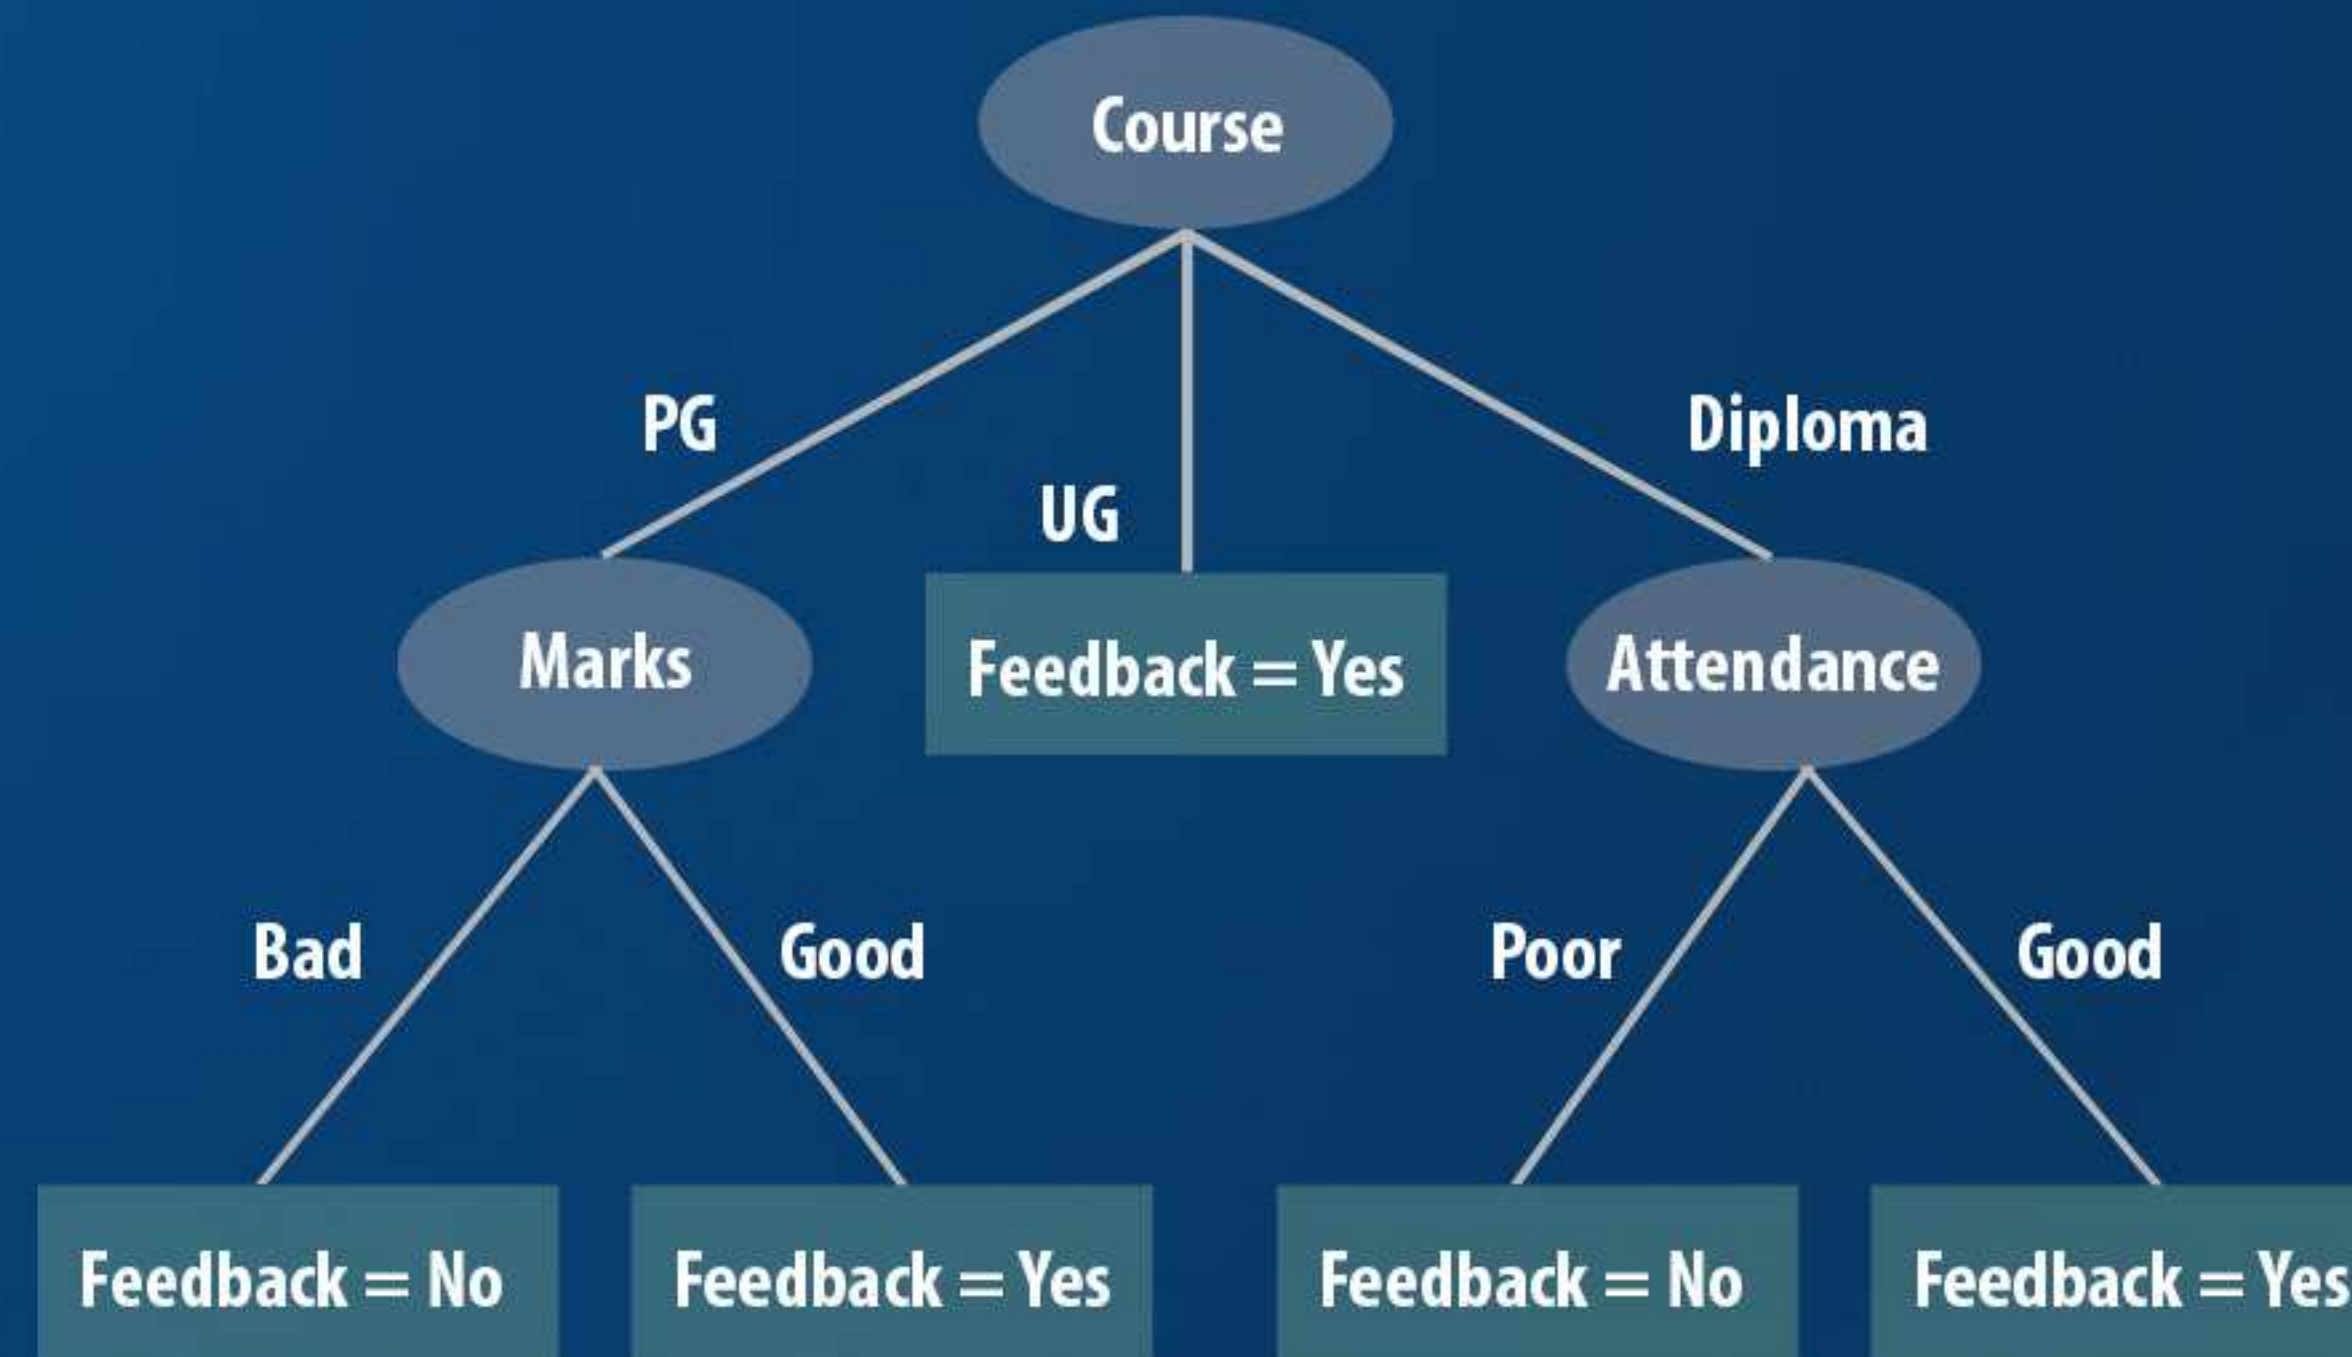 Course
PG
Diploma
UG
Marks
Feedback = Yes
Attendance
Bad
Good
Poor
Good
Feedback = No
Feedback = Yes
Feedback = No
Feedback = Yes